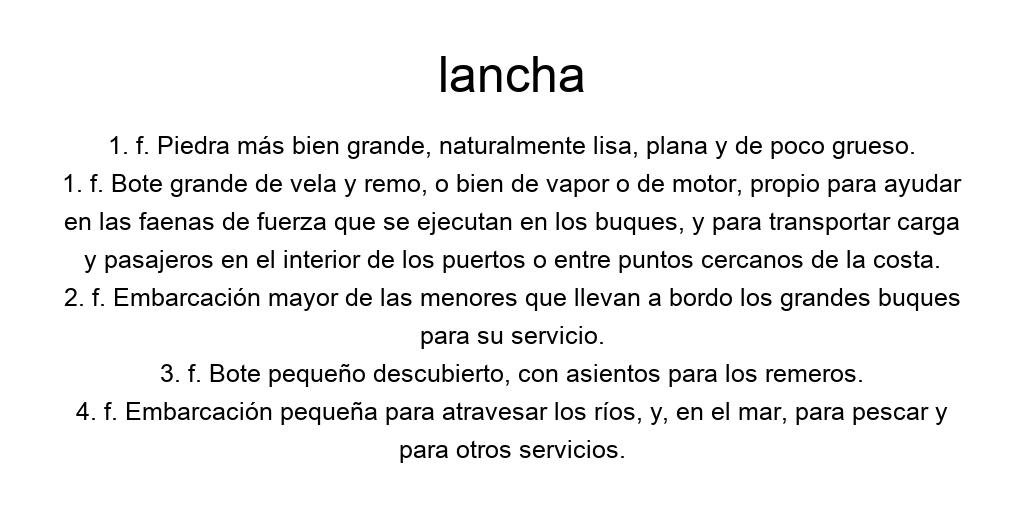 lancha
1. f. Piedra más bien grande, naturalmente lisa, plana y de poco grueso.
1. f. Bote grande de vela y remo, o bien de vapor o de motor, propio para ayudar
en las faenas de fuerza que se ejecutan en los buques, y para transportar carga
y pasajeros en el interior de los puertos o entre puntos cercanos de la costa.
2. f. Embarcación mayor de las menores que llevan a bordo los grandes buques
para su servicio.
3. f. Bote pequeño descubierto, con asientos para los remeros.
4. f. Embarcación pequeña para atravesar los ríos, y, en el mar, para pescar y
para otros servicios.